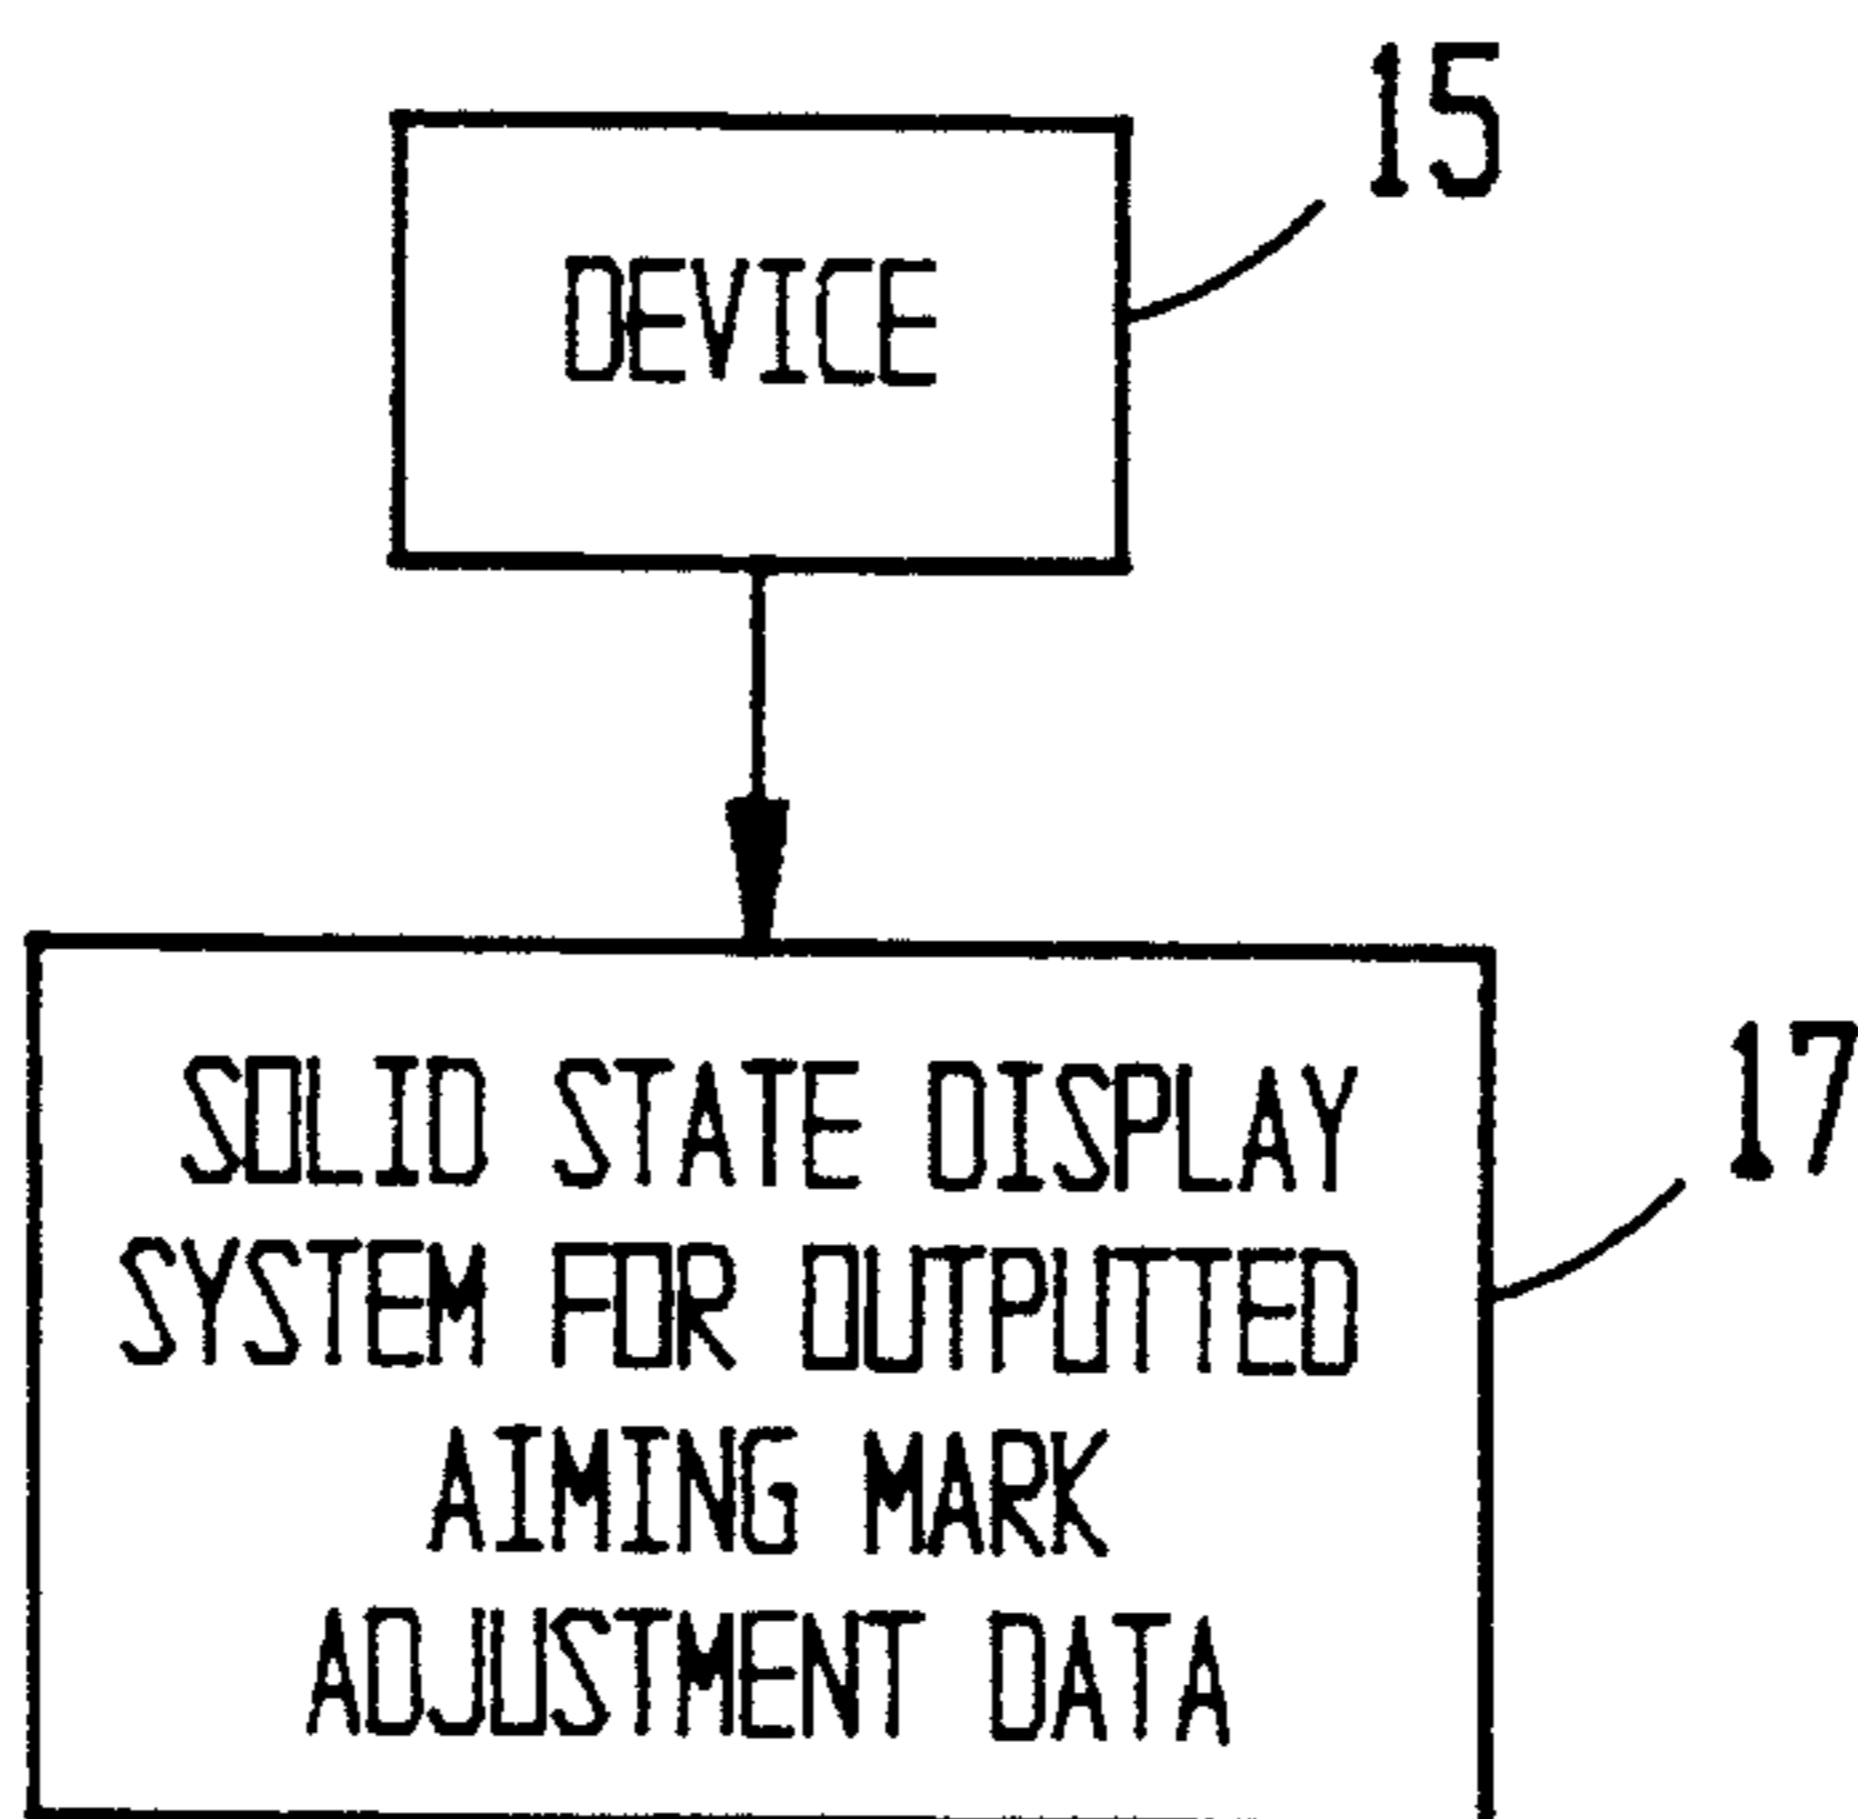 15
DEVICE
17
SOLID STATE DISPLAY
SYSTEM FOR OUTPUTTED
AIMING MARK
ADJUSTMENT DATA